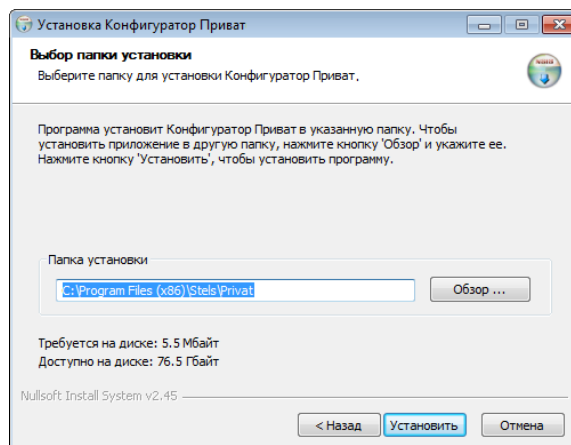 Установка Конфигуратор Приват
Выбор папки установки
Выберите папку для установки Конфигуратор Приват.
Программа установит Конфигуратор Приват в указанную папку. Чтобы
установить приложение в другую папку, нажмите кнопку 'Обзор' и укажите ее.
Нажмите кнопку 'Установить', чтобы установить программу.
Папка установки
C:\Program Files (x86)\Stels\Privat
Обзор ...
Требуется на диске: 5.5 Мбайт
Доступно на диске: 76.5 Гбайт
Nullsoft Install System v2.45
< Назад
Установить
Отмена